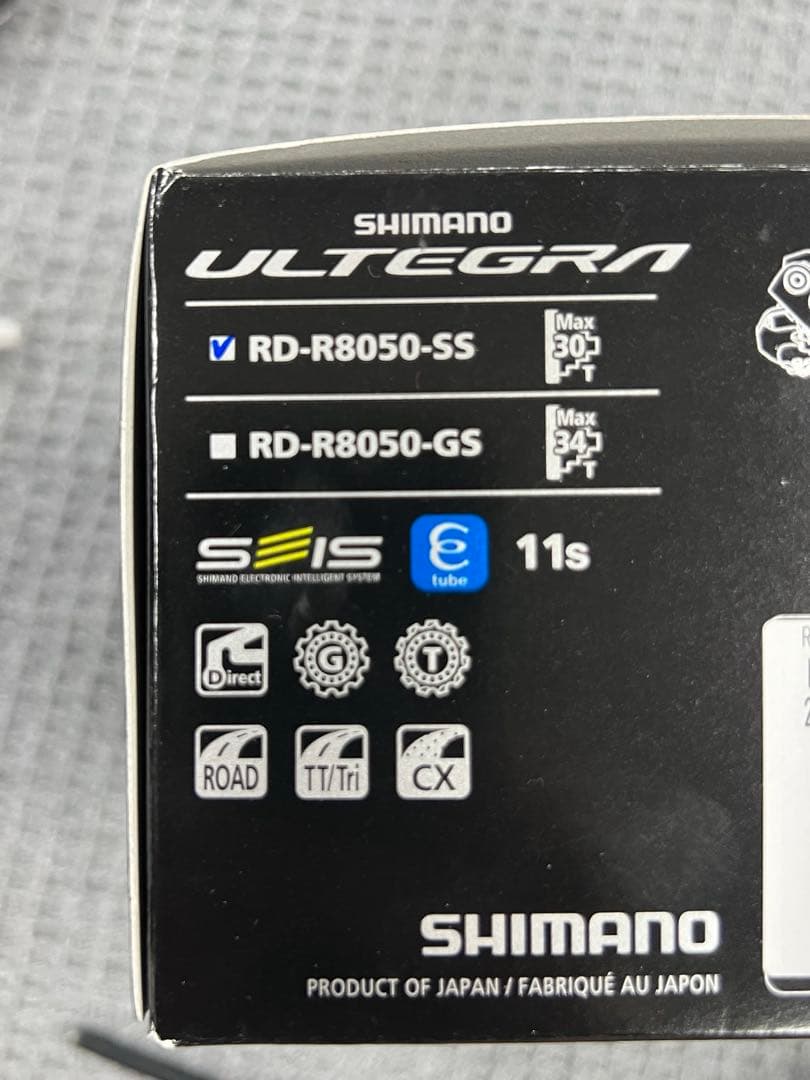 SHIMANO
ULTEGRA
RD-R8050-SS Max 30 T
RD-R8050-GS Max 34 T
SEIS
SHIMANO ELECTRONIC INTELLIGENT SYSTEM
E tube 11s
Direct G T
ROAD TT/Tri CX
SHIMANO
PRODUCT OF JAPAN / FABRIQUÉ AU JAPON